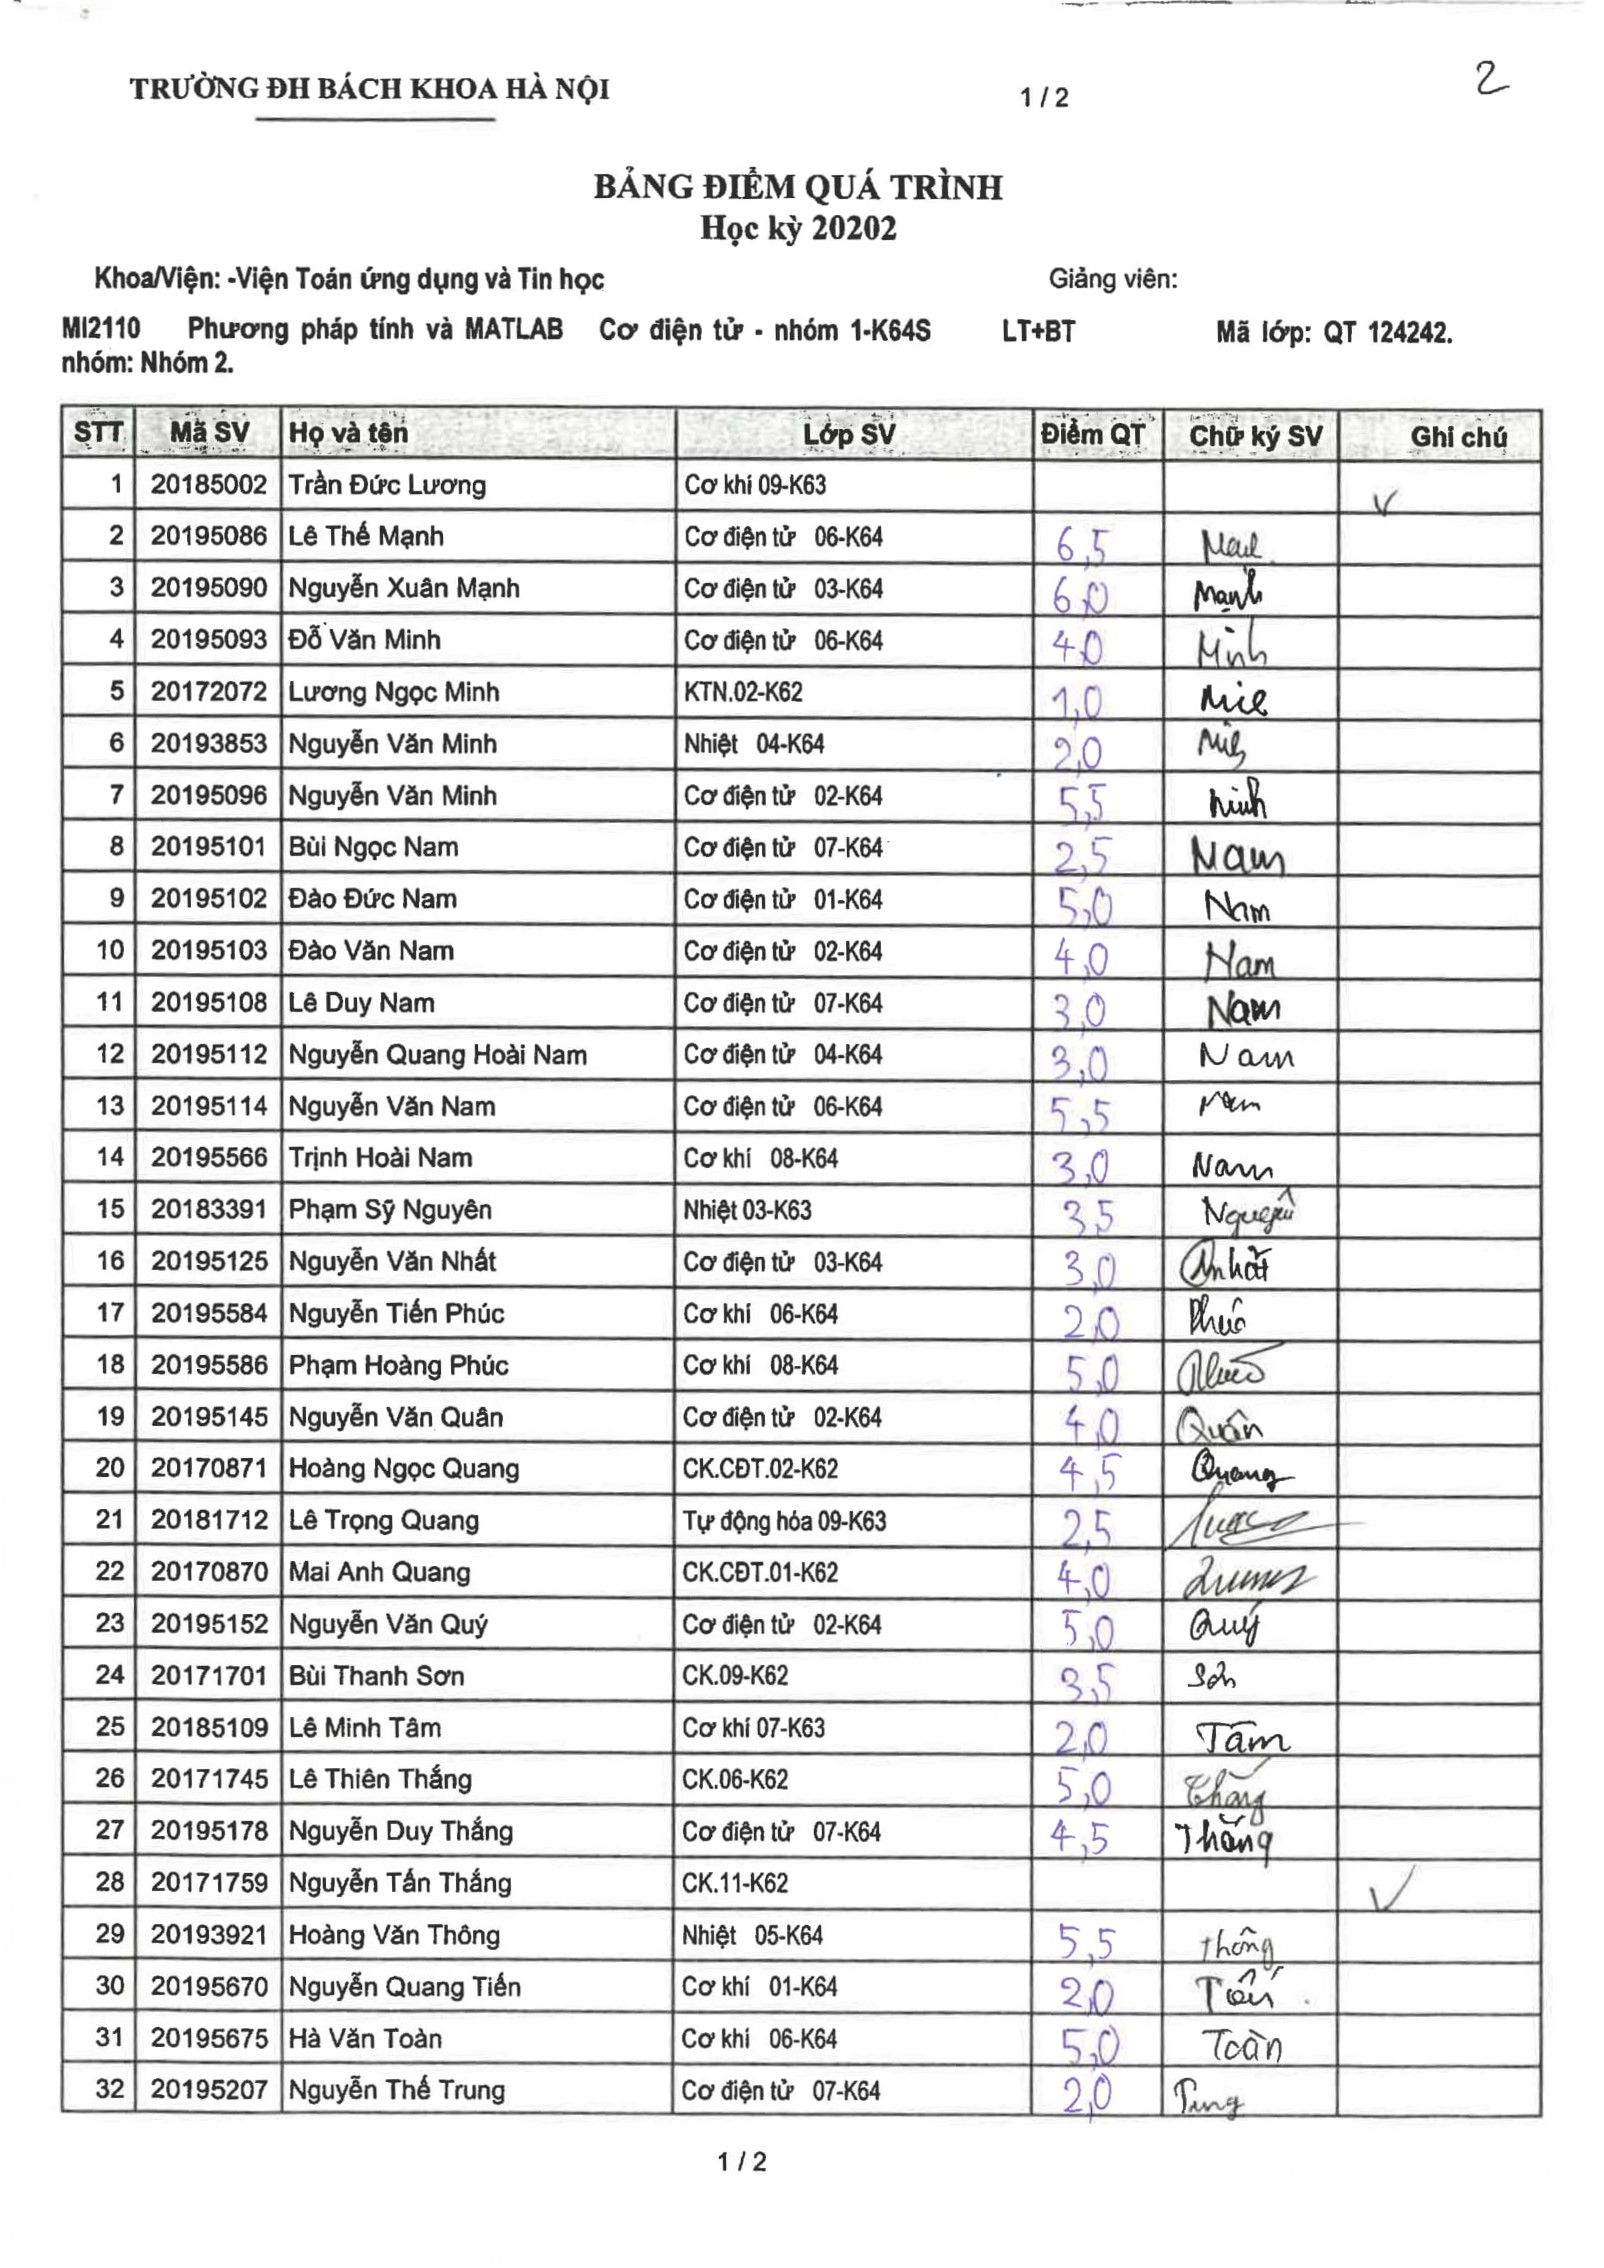 2
TRƯỜNG ĐH BÁCH KHOA HÀ NỘI 1 / 2
BẢNG ĐIỂM QUÁ TRÌNH
Học kỳ 20202
Khoa/Viện: -Viện Toán ứng dụng và Tin học Giảng viên:
MI2110 Phương pháp tính và MATLAB Cơ điện tử - nhóm 1-K64S LT+BT Mã lớp: QT 124242.
nhóm: Nhóm 2.
STT Mã SV Họ và tên Lớp SV Điểm QT Chữ ký SV Ghi chú
1 20185002 Trần Đức Lương Cơ khí 09-K63 V
2 20195086 Lê Thế Mạnh Cơ điện tử 06-K64 6,5
3 20195090 Nguyễn Xuân Mạnh Cơ điện tử 03-K64 6,0 Mạnh
4 20195093 Đỗ Văn Minh Cơ điện tử 06-K64 4,0 Minh
5 20172072 Lương Ngọc Minh KTN.02-K62 1,0
6 20193853 Nguyễn Văn Minh Nhiệt 04-K64 2,0
7 20195096 Nguyễn Văn Minh Cơ điện tử 02-K64 5,5 Minh
8 20195101 Bùi Ngọc Nam Cơ điện tử 07-K64 2,5 Nam
9 20195102 Đào Đức Nam Cơ điện tử 01-K64 5,0 Nam
10 20195103 Đào Văn Nam Cơ điện tử 02-K64 4,0 Nam
11 20195108 Lê Duy Nam Cơ điện tử 07-K64 3,0 Nam
12 20195112 Nguyễn Quang Hoài Nam Cơ điện tử 04-K64 3,0 Nam
13 20195114 Nguyễn Văn Nam Cơ điện tử 06-K64 5,5 Nam
14 20195566 Trịnh Hoài Nam Cơ khí 08-K64 3,0 Nam
15 20183391 Phạm Sỹ Nguyên Nhiệt 03-K63 3,5 Nguyên
16 20195125 Nguyễn Văn Nhất Cơ điện tử 03-K64 3,0 Nhất
17 20195584 Nguyễn Tiến Phúc Cơ khí 06-K64 2,0 Phúc
18 20195586 Phạm Hoàng Phúc Cơ khí 08-K64 5,0 Phúc
19 20195145 Nguyễn Văn Quân Cơ điện tử 02-K64 4,0 Quân
20 20170871 Hoàng Ngọc Quang CK.CĐT.02-K62 4,5 Quang
21 20181712 Lê Trọng Quang Tự động hóa 09-K63 2,5
22 20170870 Mai Anh Quang CK.CĐT.01-K62 4,0
23 20195152 Nguyễn Văn Quý Cơ điện tử 02-K64 5,0 Quý
24 20171701 Bùi Thanh Sơn CK.09-K62 3,5 Sơn
25 20185109 Lê Minh Tâm Cơ khí 07-K63 2,0 Tâm
26 20171745 Lê Thiên Thắng CK.06-K62 5,0 Thắng
27 20195178 Nguyễn Duy Thắng Cơ điện tử 07-K64 4,5 Thắng
28 20171759 Nguyễn Tấn Thắng CK.11-K62 V
29 20193921 Hoàng Văn Thông Nhiệt 05-K64 5,5 Thông
30 20195670 Nguyễn Quang Tiến Cơ khí 01-K64 2,0 Tiến
31 20195675 Hà Văn Toàn Cơ khí 06-K64 5,0 Toàn
32 20195207 Nguyễn Thế Trung Cơ điện tử 07-K64 2,0
1 / 2